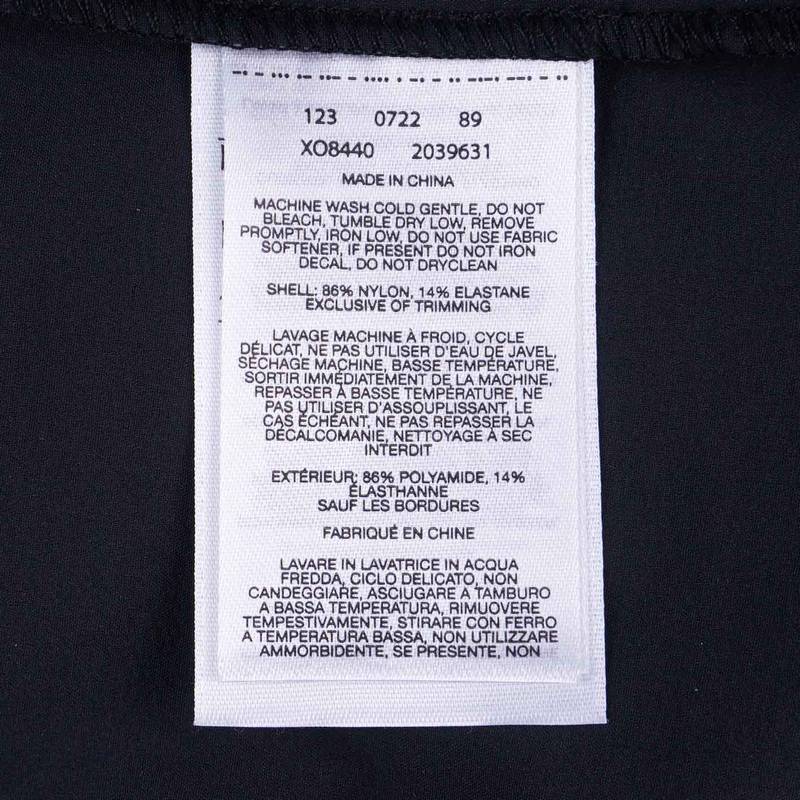 123 0722 89
XO8440 2039631
MADE IN CHINA
MACHINE WASH COLD GENTLE, DO NOT
BLEACH, TUMBLE DRY LOW, REMOVE
PROMPTLY, IRON LOW, DO NOT USE FABRIC
SOFTENER, IF PRESENT DO NOT IRON
DECAL, DO NOT DRYCLEAN
SHELL: 86% NYLON, 14% ELASTANE
EXCLUSIVE OF TRIMMING
LAVAGE MACHINE À FROID, CYCLE
DÉLICAT, NE PAS UTILISER D'EAU DE JAVEL,
SÉCHAGE MACHINE, BASSE TEMPÉRATURE,
SORTIR IMMÉDIATEMENT DE LA MACHINE,
REPASSER À BASSE TEMPÉRATURE, NE
PAS UTILISER D'ASSOUPLISSANT, LE
CAS ÉCHÉANT, NE PAS REPASSER LA
DÉCALCOMANIE, NETTOYAGE À SEC
INTERDIT
EXTÉRIEUR: 86% POLYAMIDE, 14%
ÉLASTHANNE
SAUF LES BORDURES
FABRIQUÉ EN CHINE
LAVARE IN LAVATRICE IN ACQUA
FREDDA, CICLO DELICATO, NON
CANDEGGIARE, ASCIUGARE A TAMBURO
A BASSA TEMPERATURA, RIMUOVERE
TEMPESTIVAMENTE, STIRARE CON FERRO
A TEMPERATURA BASSA, NON UTILIZZARE
AMMORBIDENTE, SE PRESENTE, NON